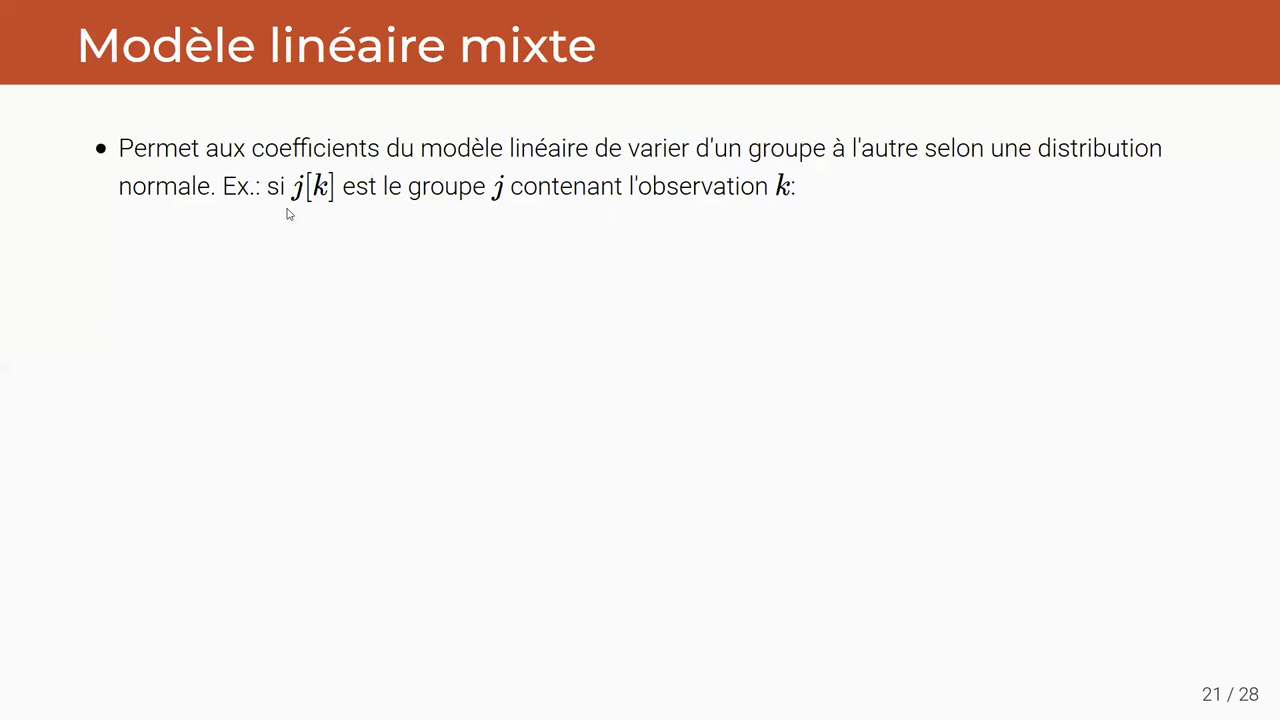 Modèle linéaire mixte
• Permet aux coefficients du modèle linéaire de varier d'un groupe à l'autre selon une distribution
normale. Ex.: si j[k] est le groupe j contenant l'observation k:
21 / 28